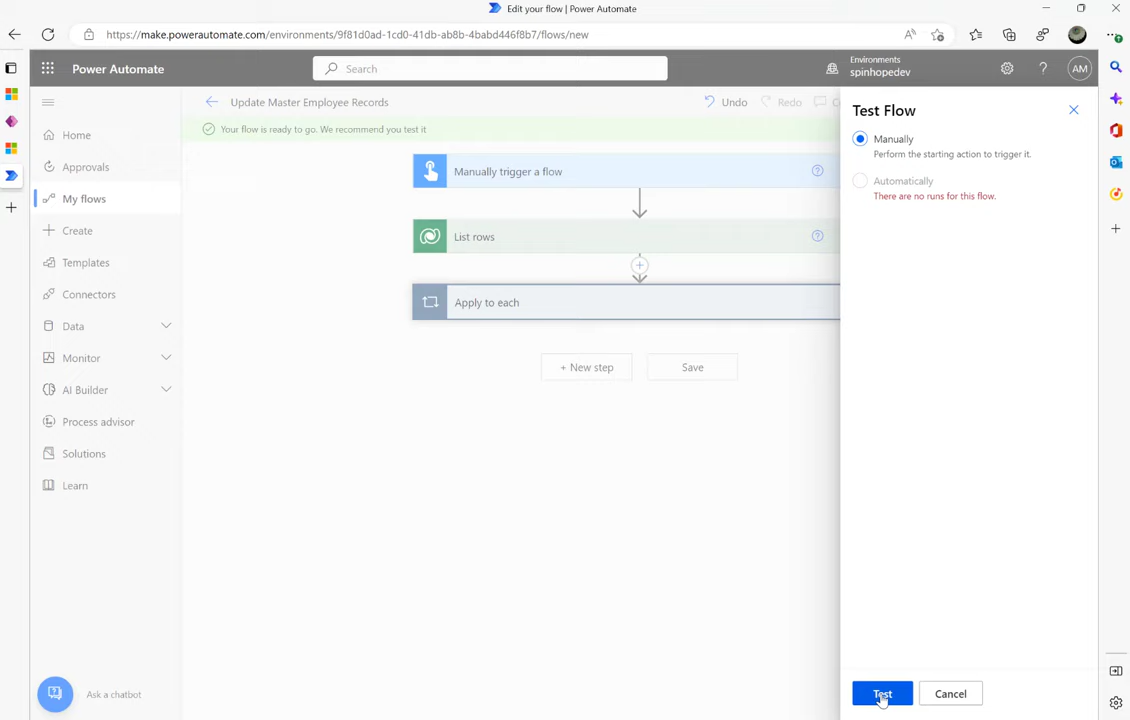 Edit your flow | Power Automate
https://make.powerautomate.com/environments/9f81d0ad-1cd0-41db-ab8b-4babd446f8b7/flows/new
Power Automate
Search
Environments
spinhopedev
AM
Update Master Employee Records
Undo
Redo
Your flow is ready to go. We recommend you test it
Home
Approvals
My flows
Create
Templates
Connectors
Data
Monitor
AI Builder
Process advisor
Solutions
Learn
Ask a chatbot
Manually trigger a flow
List rows
Apply to each
+ New step
Save
Test Flow
Manually
Perform the starting action to trigger it.
Automatically
There are no runs for this flow.
Test
Cancel